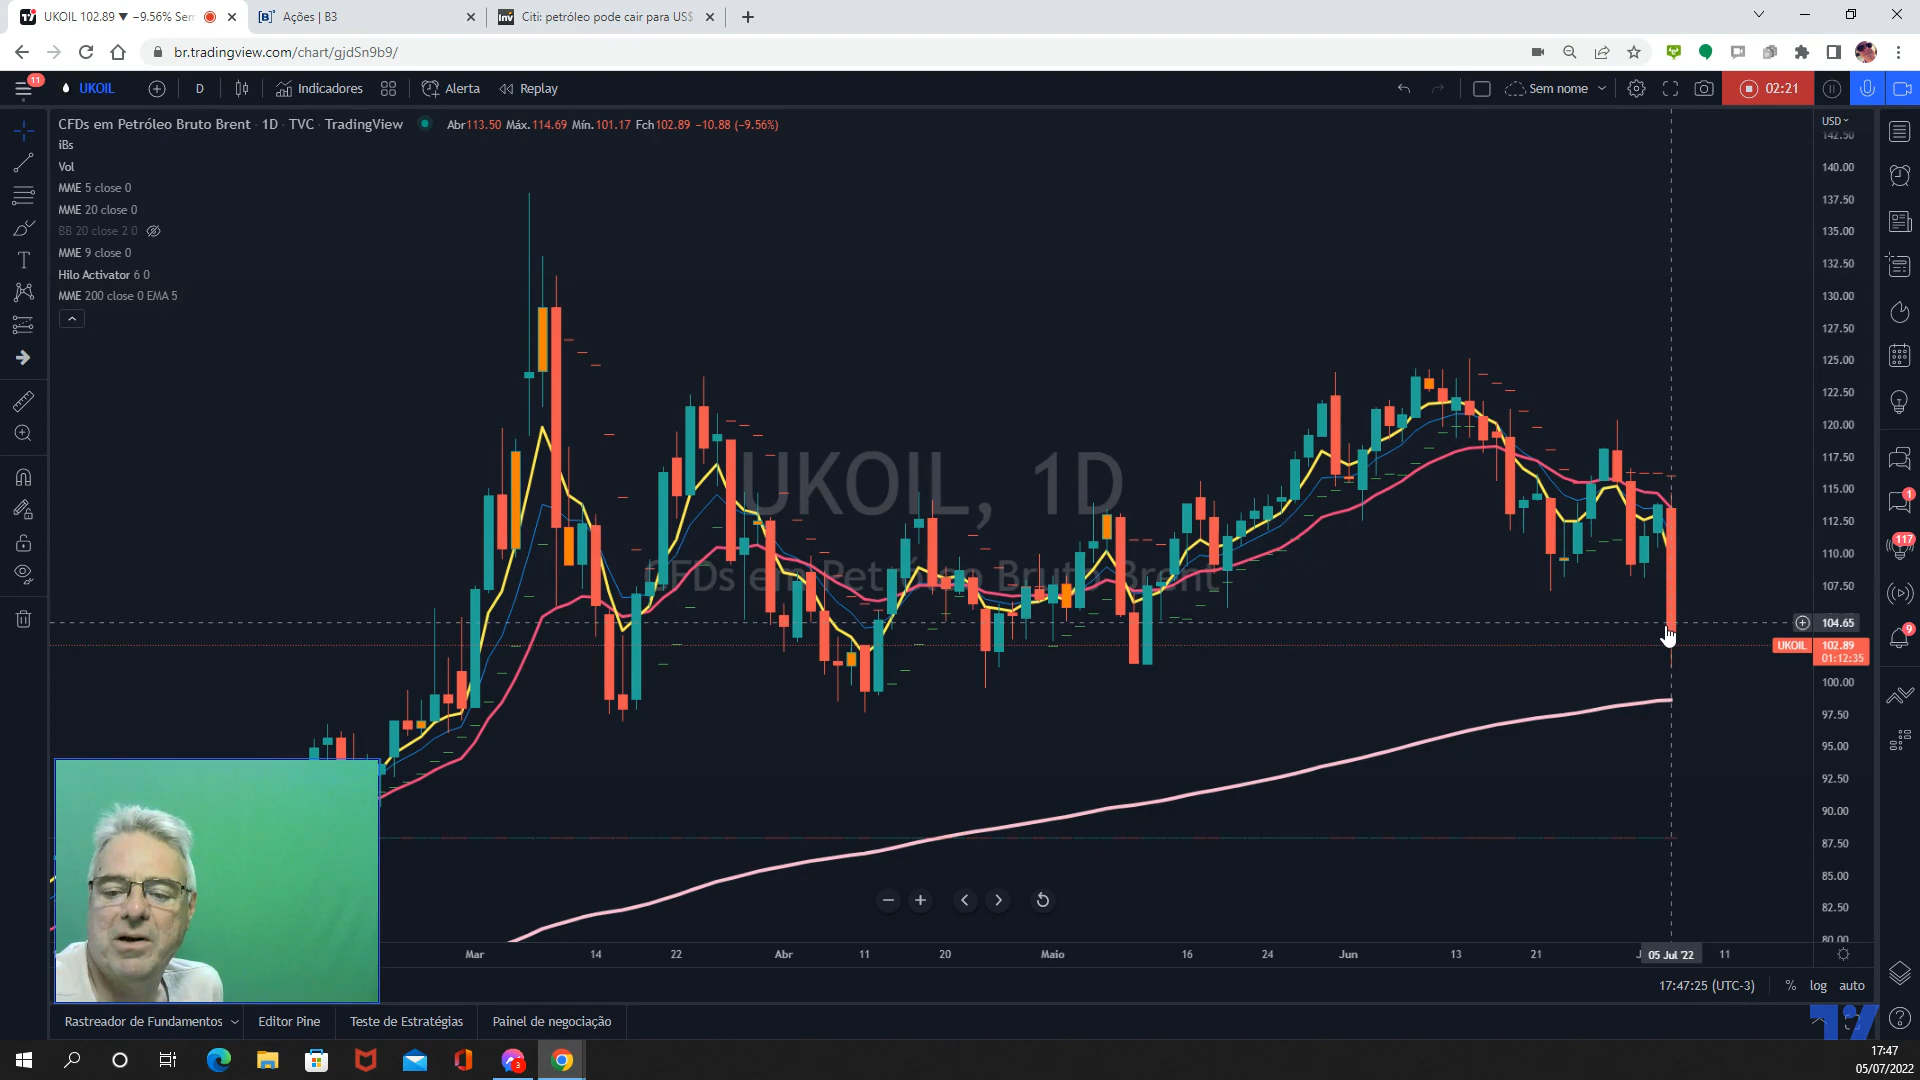 UKOIL 102.89 ▼ −9.56% Sem
Ações | B3
Citi: petróleo pode cair para US$
br.tradingview.com/chart/gjdSn9b9/
11
UKOIL
D
Indicadores
Alerta
Replay
Sem nome
02:21
CFDs em Petróleo Bruto Brent · 1D · TVC · TradingView
Abr113.50 Máx.114.69 Mín.101.17 Fch102.89 −10.88 (−9.56%)
iBs
Vol
MME 5 close 0
MME 20 close 0
BB 20 close 2 0
MME 9 close 0
Hilo Activator 6 0
MME 200 close 0 EMA 5
UKOIL, 1D
CFDs em Petróleo Bruto Brent
USD
142.50
140.00
137.50
135.00
132.50
130.00
127.50
125.00
122.50
120.00
117.50
115.00
112.50
110.00
107.50
104.65
UKOIL 102.89
01:12:35
100.00
97.50
95.00
92.50
90.00
87.50
85.00
82.50
80.00
1
117
9
Mar
14
22
Abr
11
20
Maio
16
24
Jun
13
21
05 Jul '22
11
17:47:25 (UTC-3)
%
log
auto
Rastreador de Fundamentos
Editor Pine
Teste de Estratégias
Painel de negociação
3
17:47
05/07/2022